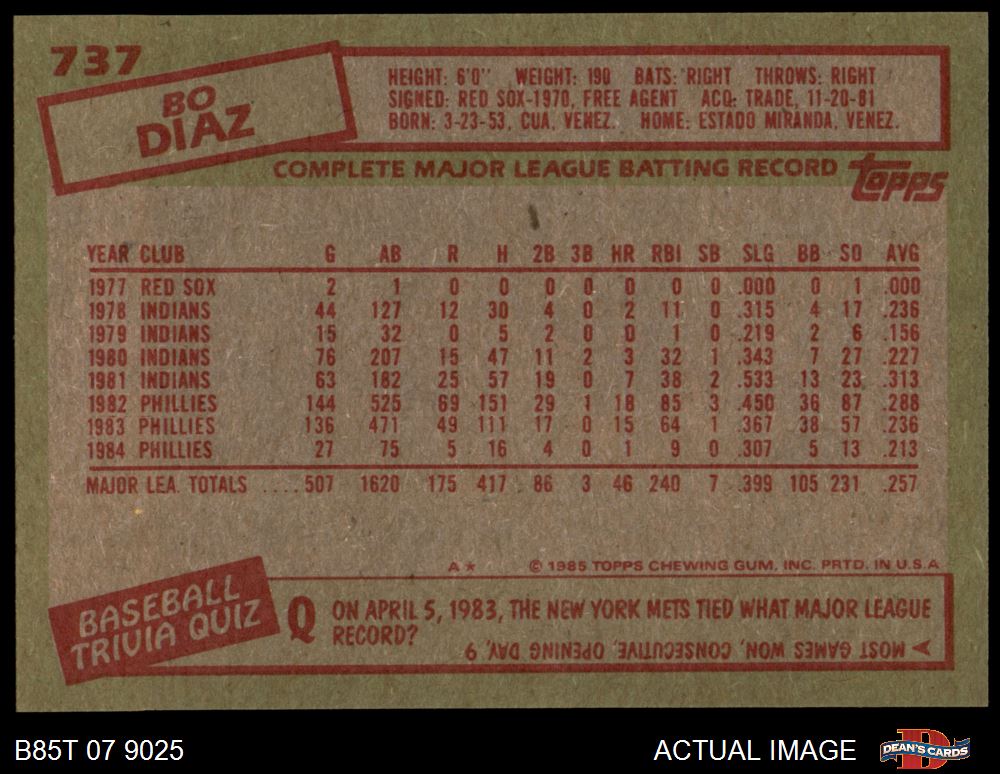 737
BO
DIAZ
HEIGHT: 6'0" WEIGHT: 190 BATS: RIGHT THROWS: RIGHT
SIGNED: RED SOX-1970, FREE AGENT ACQ: TRADE, 11-20-81
BORN: 3-23-53, CUA, VENEZ. HOME: ESTADO MIRANDA, VENEZ.
COMPLETE MAJOR LEAGUE BATTING RECORD topps
YEAR CLUB G AB R H 2B 3B HR RBI SB SLG BB SO AVG
1977 RED SOX 2 1 0 0 0 0 0 0 0 .000 0 1 .000
1978 INDIANS 44 127 12 30 4 0 2 11 0 .315 4 17 .236
1979 INDIANS 15 32 0 5 2 0 0 1 0 .219 2 6 .156
1980 INDIANS 76 207 15 47 11 2 3 32 1 .343 7 27 .227
1981 INDIANS 63 182 25 57 19 0 7 38 2 .533 13 23 .313
1982 PHILLIES 144 525 69 151 29 1 18 85 3 .450 36 87 .288
1983 PHILLIES 136 471 49 111 17 0 15 64 1 .367 38 57 .236
1984 PHILLIES 27 75 5 16 4 0 1 9 0 .307 5 13 .213
MAJOR LEA. TOTALS ....507 1620 175 417 86 3 46 240 7 .399 105 231 .257
A* © 1985 TOPPS CHEWING GUM, INC. PRTD. IN U.S.A
BASEBALL
TRIVIA QUIZ
Q ON APRIL 5, 1983, THE NEW YORK METS TIED WHAT MAJOR LEAGUE
RECORD?
MOST GAMES WON, CONSECUTIVE, OPENING DAY, 9
B85T 07 9025 ACTUAL IMAGE DEAN'S CARDS